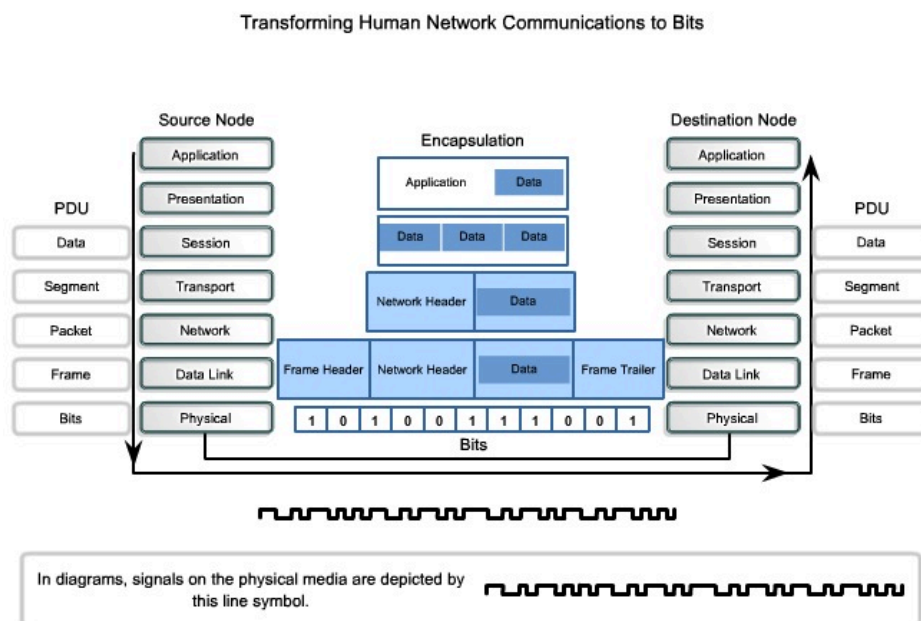 Transforming Human Network Communications to Bits
Source Node
Destination Node
Application
Encapsulation
Application
Application
Data
Presentation
Presentation
PDU
PDU
Data
Session
Data
Data
Data
Session
Data
Segment
Transport
Network Header
Data
Transport
Segment
Packet
Network
Network
Packet
Frame
Data Link
Frame Header
Network Header
Data
Frame Trailer
Data Link
Frame
Bits
Physical
1 0 1 0 0 1 1 1 0 0 1
Physical
Bits
Bits
In diagrams, signals on the physical media are depicted by
this line symbol.